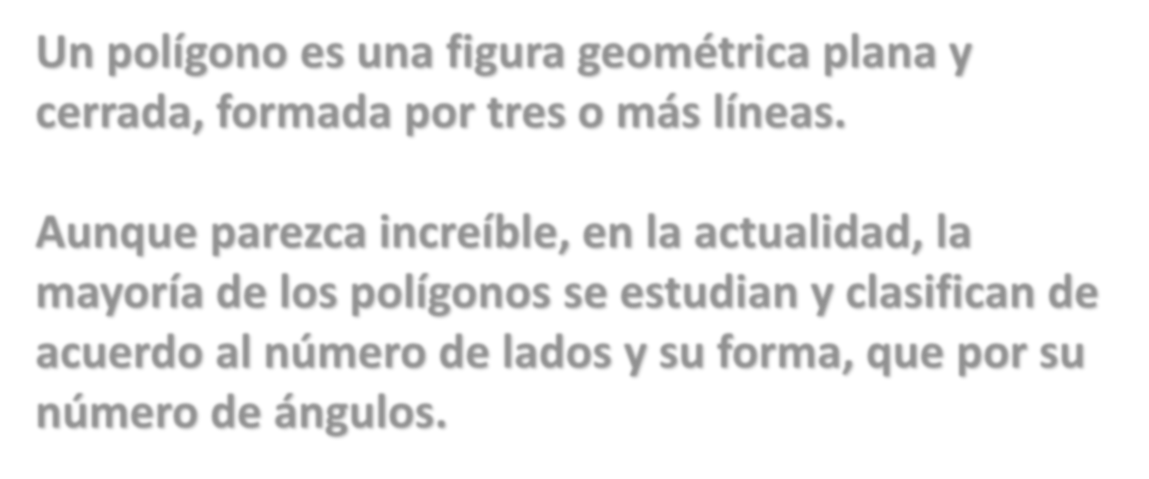 Un polígono es una figura geométrica plana y
cerrada, formada por tres o más líneas.
Aunque parezca increíble, en la actualidad, la
mayoría de los polígonos se estudian y clasifican de
acuerdo al número de lados y su forma, que por su
número de ángulos.